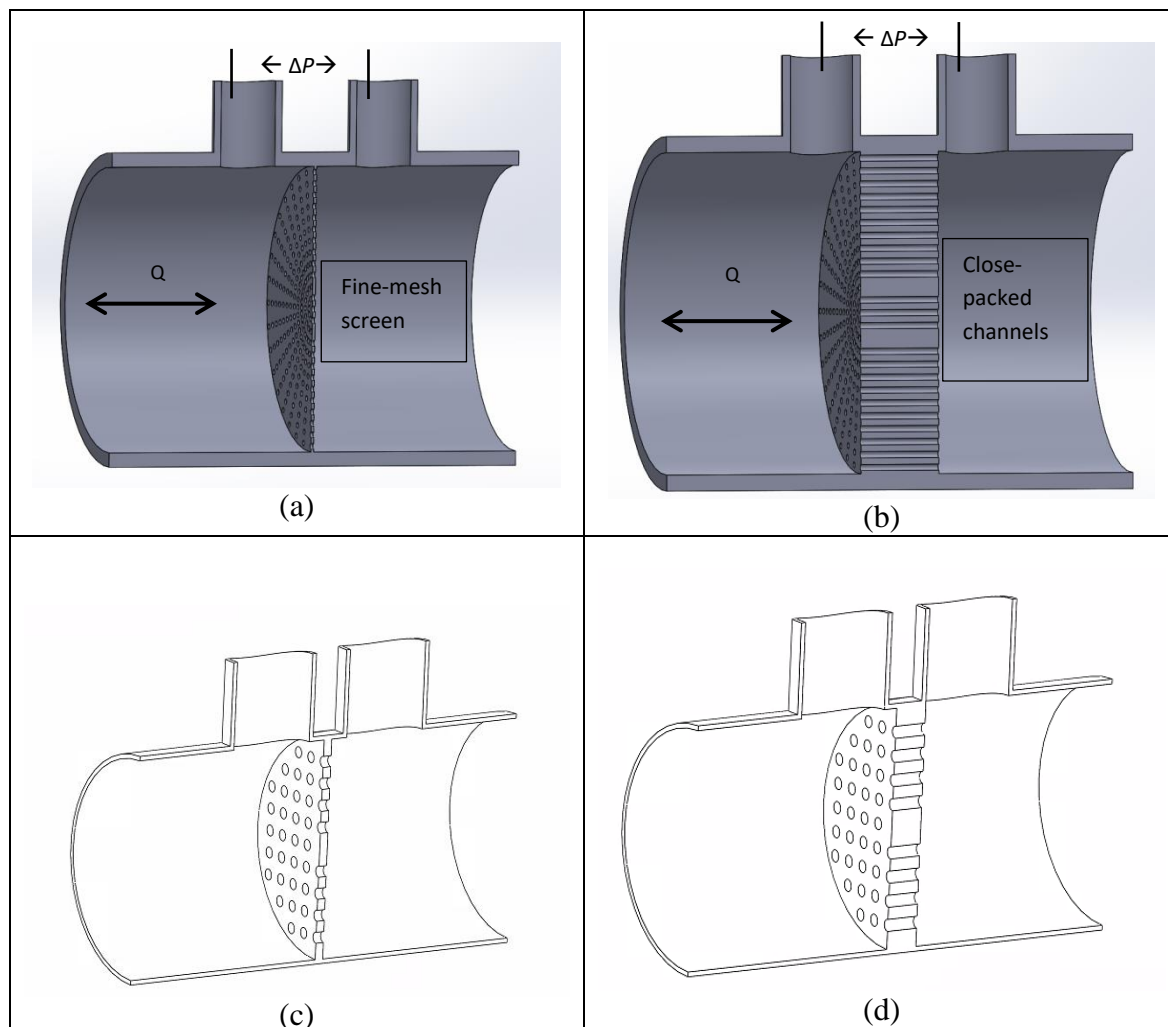 ← ΔP→
Q
Fine-mesh
screen
(a)
← ΔP→
Q
Close-
packed
channels
(b)
(c)
(d)